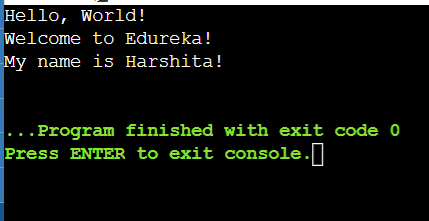 Hello, World!
Welcome to Edureka!
My name is Harshita!
...Program finished with exit code 0
Press ENTER to exit console.